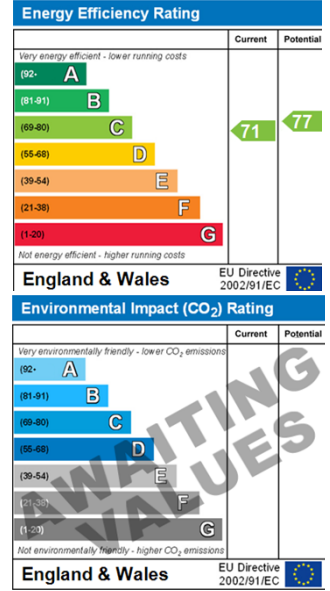 Energy Efficiency Rating
Current Potential
Very energy efficient - lower running costs
(92- A
(81-91) B
(69-80) C
(55-68) D
(39-54) E
(21-38) F
(1-20) G
71
77
Not energy efficient - higher running costs
England & Wales
EU Directive
2002/91/EC
Environmental Impact (CO2) Rating
Current Potential
Very environmentally friendly - lower CO2 emissions
(92- A
(81-91) B
(69-80) C
(55-68) D
(39-54) E
(21-38) F
(1-20) G
AWAITING
VALUES
Not environmentally friendly - higher CO2 emissions
England & Wales
EU Directive
2002/91/EC